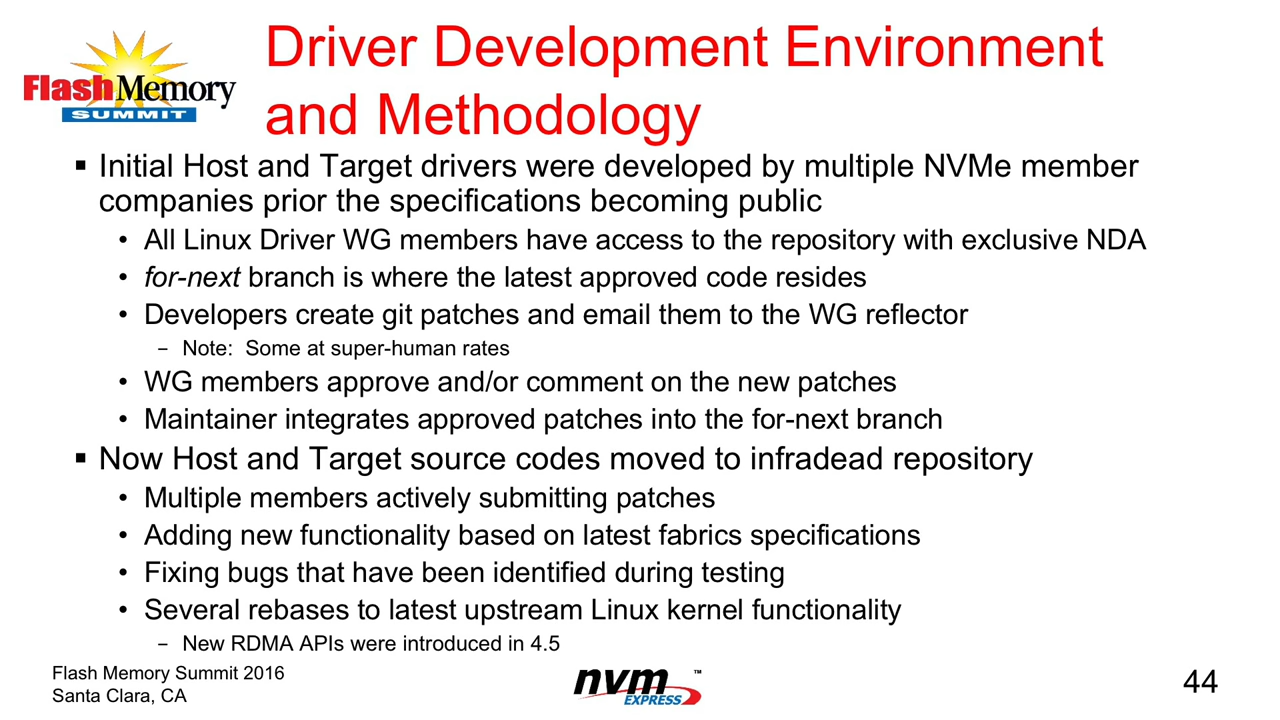 Flash Memory
SUMMIT
Driver Development Environment
and Methodology
▪ Initial Host and Target drivers were developed by multiple NVMe member
companies prior the specifications becoming public
• All Linux Driver WG members have access to the repository with exclusive NDA
• for-next branch is where the latest approved code resides
• Developers create git patches and email them to the WG reflector
– Note: Some at super-human rates
• WG members approve and/or comment on the new patches
• Maintainer integrates approved patches into the for-next branch
▪ Now Host and Target source codes moved to infradead repository
• Multiple members actively submitting patches
• Adding new functionality based on latest fabrics specifications
• Fixing bugs that have been identified during testing
• Several rebases to latest upstream Linux kernel functionality
– New RDMA APIs were introduced in 4.5
Flash Memory Summit 2016
Santa Clara, CA
nvm ™
EXPRESS
44